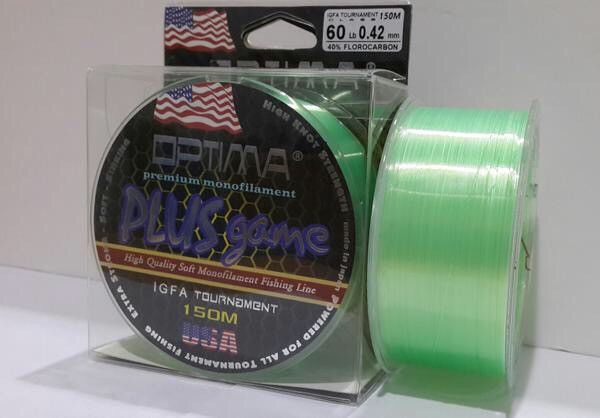 IGFA TOURNAMENT 150M
60 Lb 0.42 mm
40% FLOROCARBON
OPTIMA®
premium monofilament
PLUS game
High Quality Soft Monofilament Fishing Line
IGFA TOURNAMENT
150M
USA
EXTRA STRONG - SOFT - SINKING
HIGH KNOT STRENGTH
made in japan
POWERED FOR ALL TOURNAMENT FISHING